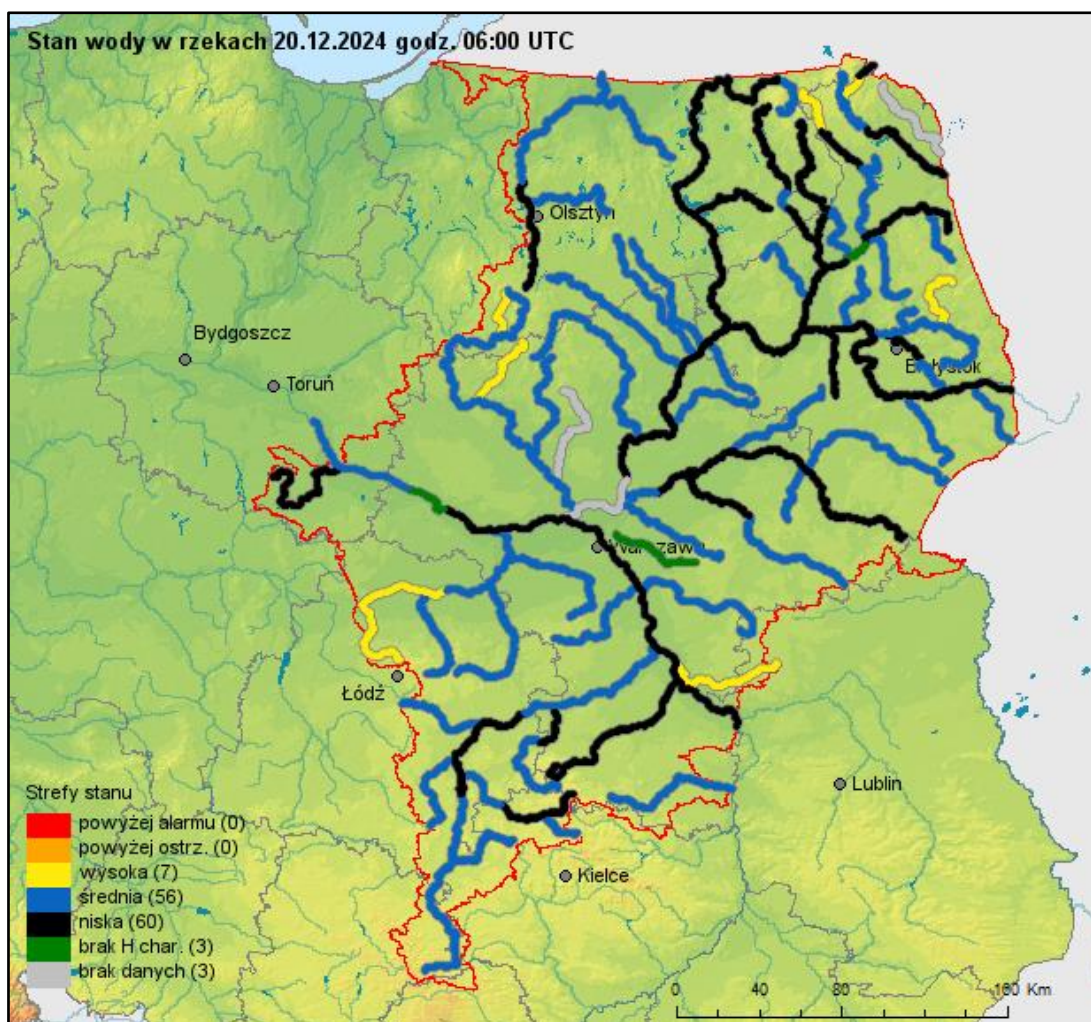 Stan wody w rzekach 20.12.2024 godz. 06:00 UTC
Olsztyn
Bydgoszcz
Toruń
Białystok
Warszawa
Łódź
Lublin
Kielce
Strefy stanu
powyżej alarmu (0)
powyżej ostrz. (0)
wysoka (7)
średnia (56)
niska (60)
brak H char. (3)
brak danych (3)
0 40 80 160 Km